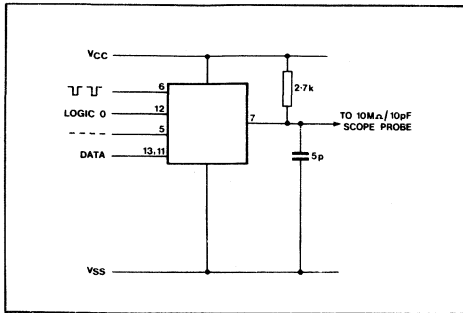 VCC
6
LOGIC 0 12
5
DATA 13,11
7
2·7k
TO 10MΩ/10pF
SCOPE PROBE
5p
VSS